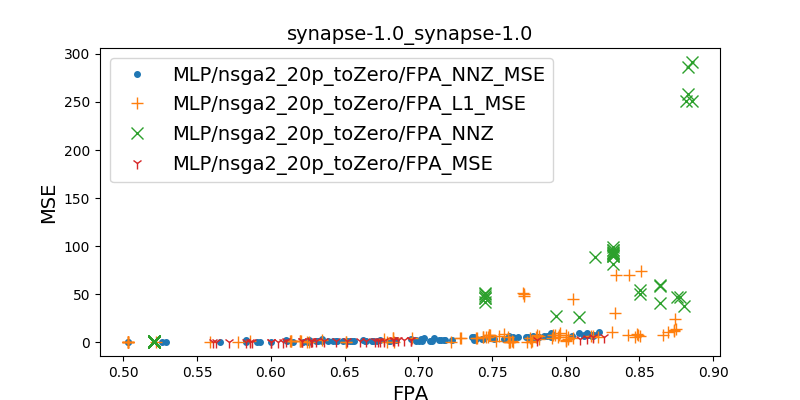 synapse-1.0_synapse-1.0
MSE
300
250
200
150
100
50
0
MLP/nsga2_20p_toZero/FPA_NNZ_MSE
MLP/nsga2_20p_toZero/FPA_L1_MSE
MLP/nsga2_20p_toZero/FPA_NNZ
MLP/nsga2_20p_toZero/FPA_MSE
0.50 0.55 0.60 0.65 0.70 0.75 0.80 0.85 0.90
FPA